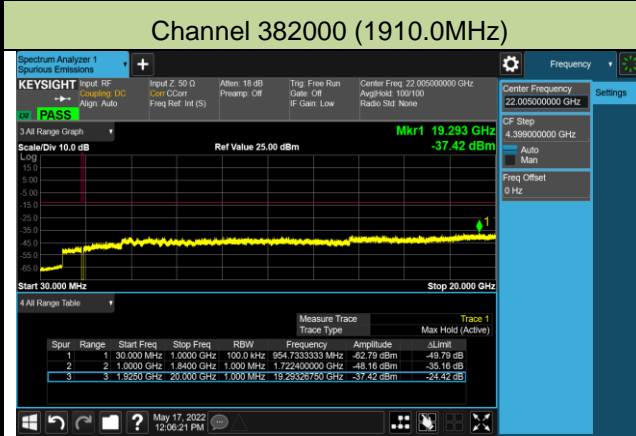 Channel 382000 (1910.0MHz)
Spectrum Analyzer 1
Spurious Emissions
Frequency
KEYSIGHT
Input: RF
Coupling: DC
Align: Auto
Input Z: 50 Ω
Corr CCorr
Freq Ref: Int (S)
Atten: 18 dB
Preamp: Off
Trig: Free Run
Gate: Off
IF Gain: Low
Center Freq: 22.005000000 GHz
Avg|Hold: 100/100
Radio Std: None
PASS
Center Frequency
22.005000000 GHz
Settings
CF Step
4.399000000 GHz
Auto
Man
Freq Offset
0 Hz
3 All Range Graph
Mkr1 19.293 GHz
-37.42 dBm
Scale/Div 10.0 dB
Ref Value 25.00 dBm
Log
15.0
5.00
-5.00
-15.0
-25.0
-35.0
-45.0
-55.0
-65.0
1
Start 30.000 MHz
Stop 20.000 GHz
4 All Range Table
Measure Trace Trace 1
Trace Type Max Hold (Active)
Spur Range Start Freq Stop Freq RBW Frequency Amplitude ΔLimit
1 1 30.000 MHz 1.0000 GHz 100.0 kHz 954.7333333 MHz -62.79 dBm -49.79 dB
2 2 1.0000 GHz 1.8400 GHz 1.000 MHz 1.722400000 GHz -48.16 dBm -35.16 dB
3 3 1.9250 GHz 20.000 GHz 1.000 MHz 19.29326750 GHz -37.42 dBm -24.42 dB
May 17, 2022
12:06:21 PM